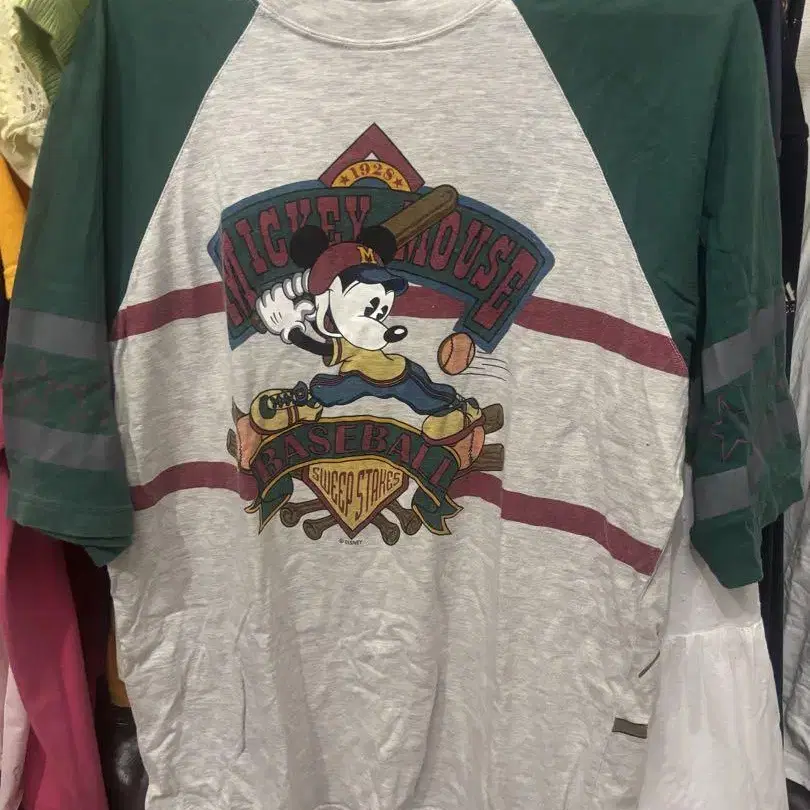 1928
MICKEY MOUSE
M
BASEBALL
SWEEP STAKES
© DISNEY